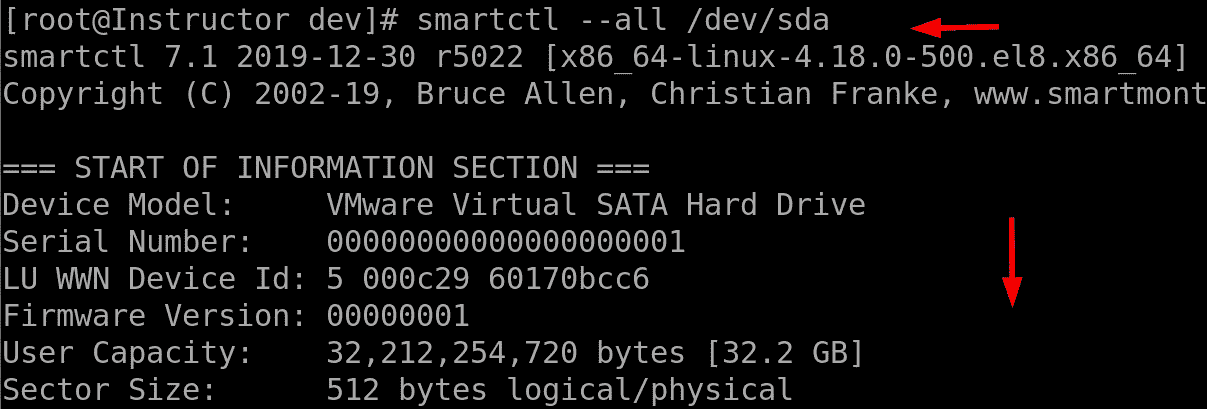 [root@Instructor dev]# smartctl --all /dev/sda
smartctl 7.1 2019-12-30 r5022 [x86_64-linux-4.18.0-500.el8.x86_64]
Copyright (C) 2002-19, Bruce Allen, Christian Franke, www.smartmont
=== START OF INFORMATION SECTION ===
Device Model:     VMware Virtual SATA Hard Drive
Serial Number:    00000000000000000001
LU WWN Device Id: 5 000c29 60170bcc6
Firmware Version: 00000001
User Capacity:    32,212,254,720 bytes [32.2 GB]
Sector Size:      512 bytes logical/physical